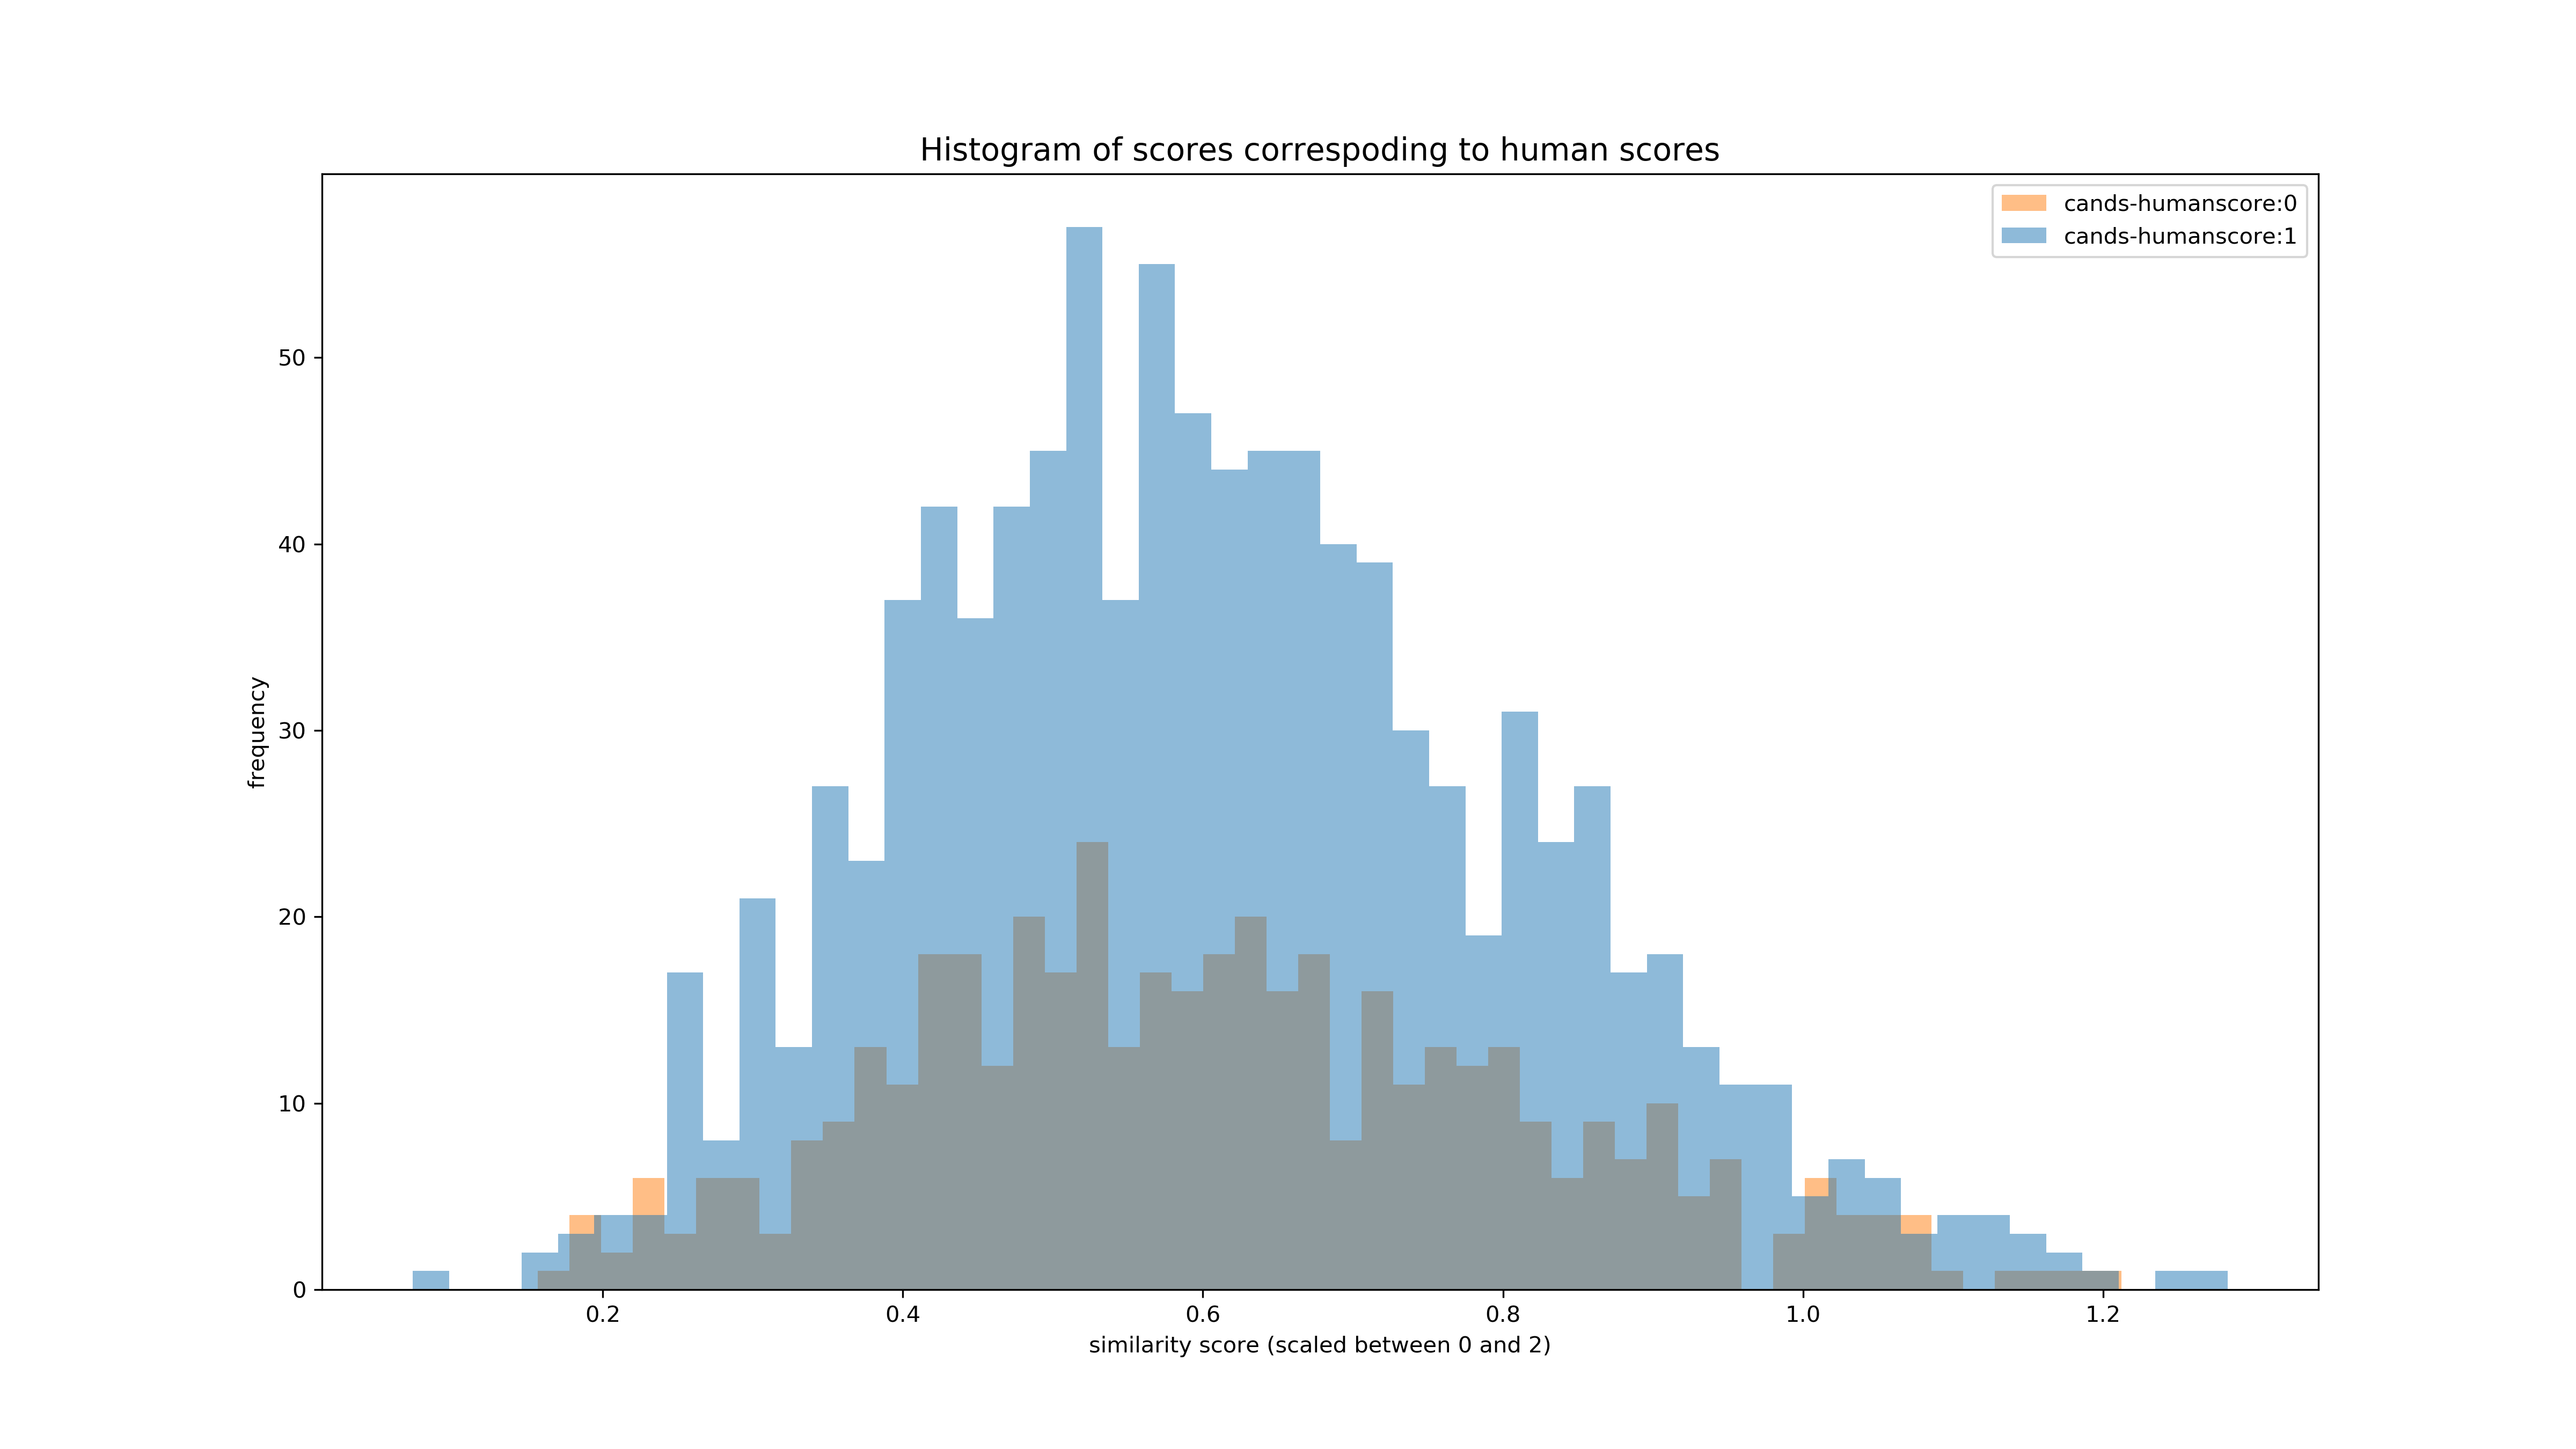 Histogram of scores correspoding to human scores
cands-humanscore:0
cands-humanscore:1
50
40
30
20
10
0
frequency
0.2
0.4
0.6
0.8
1.0
1.2
similarity score (scaled between 0 and 2)